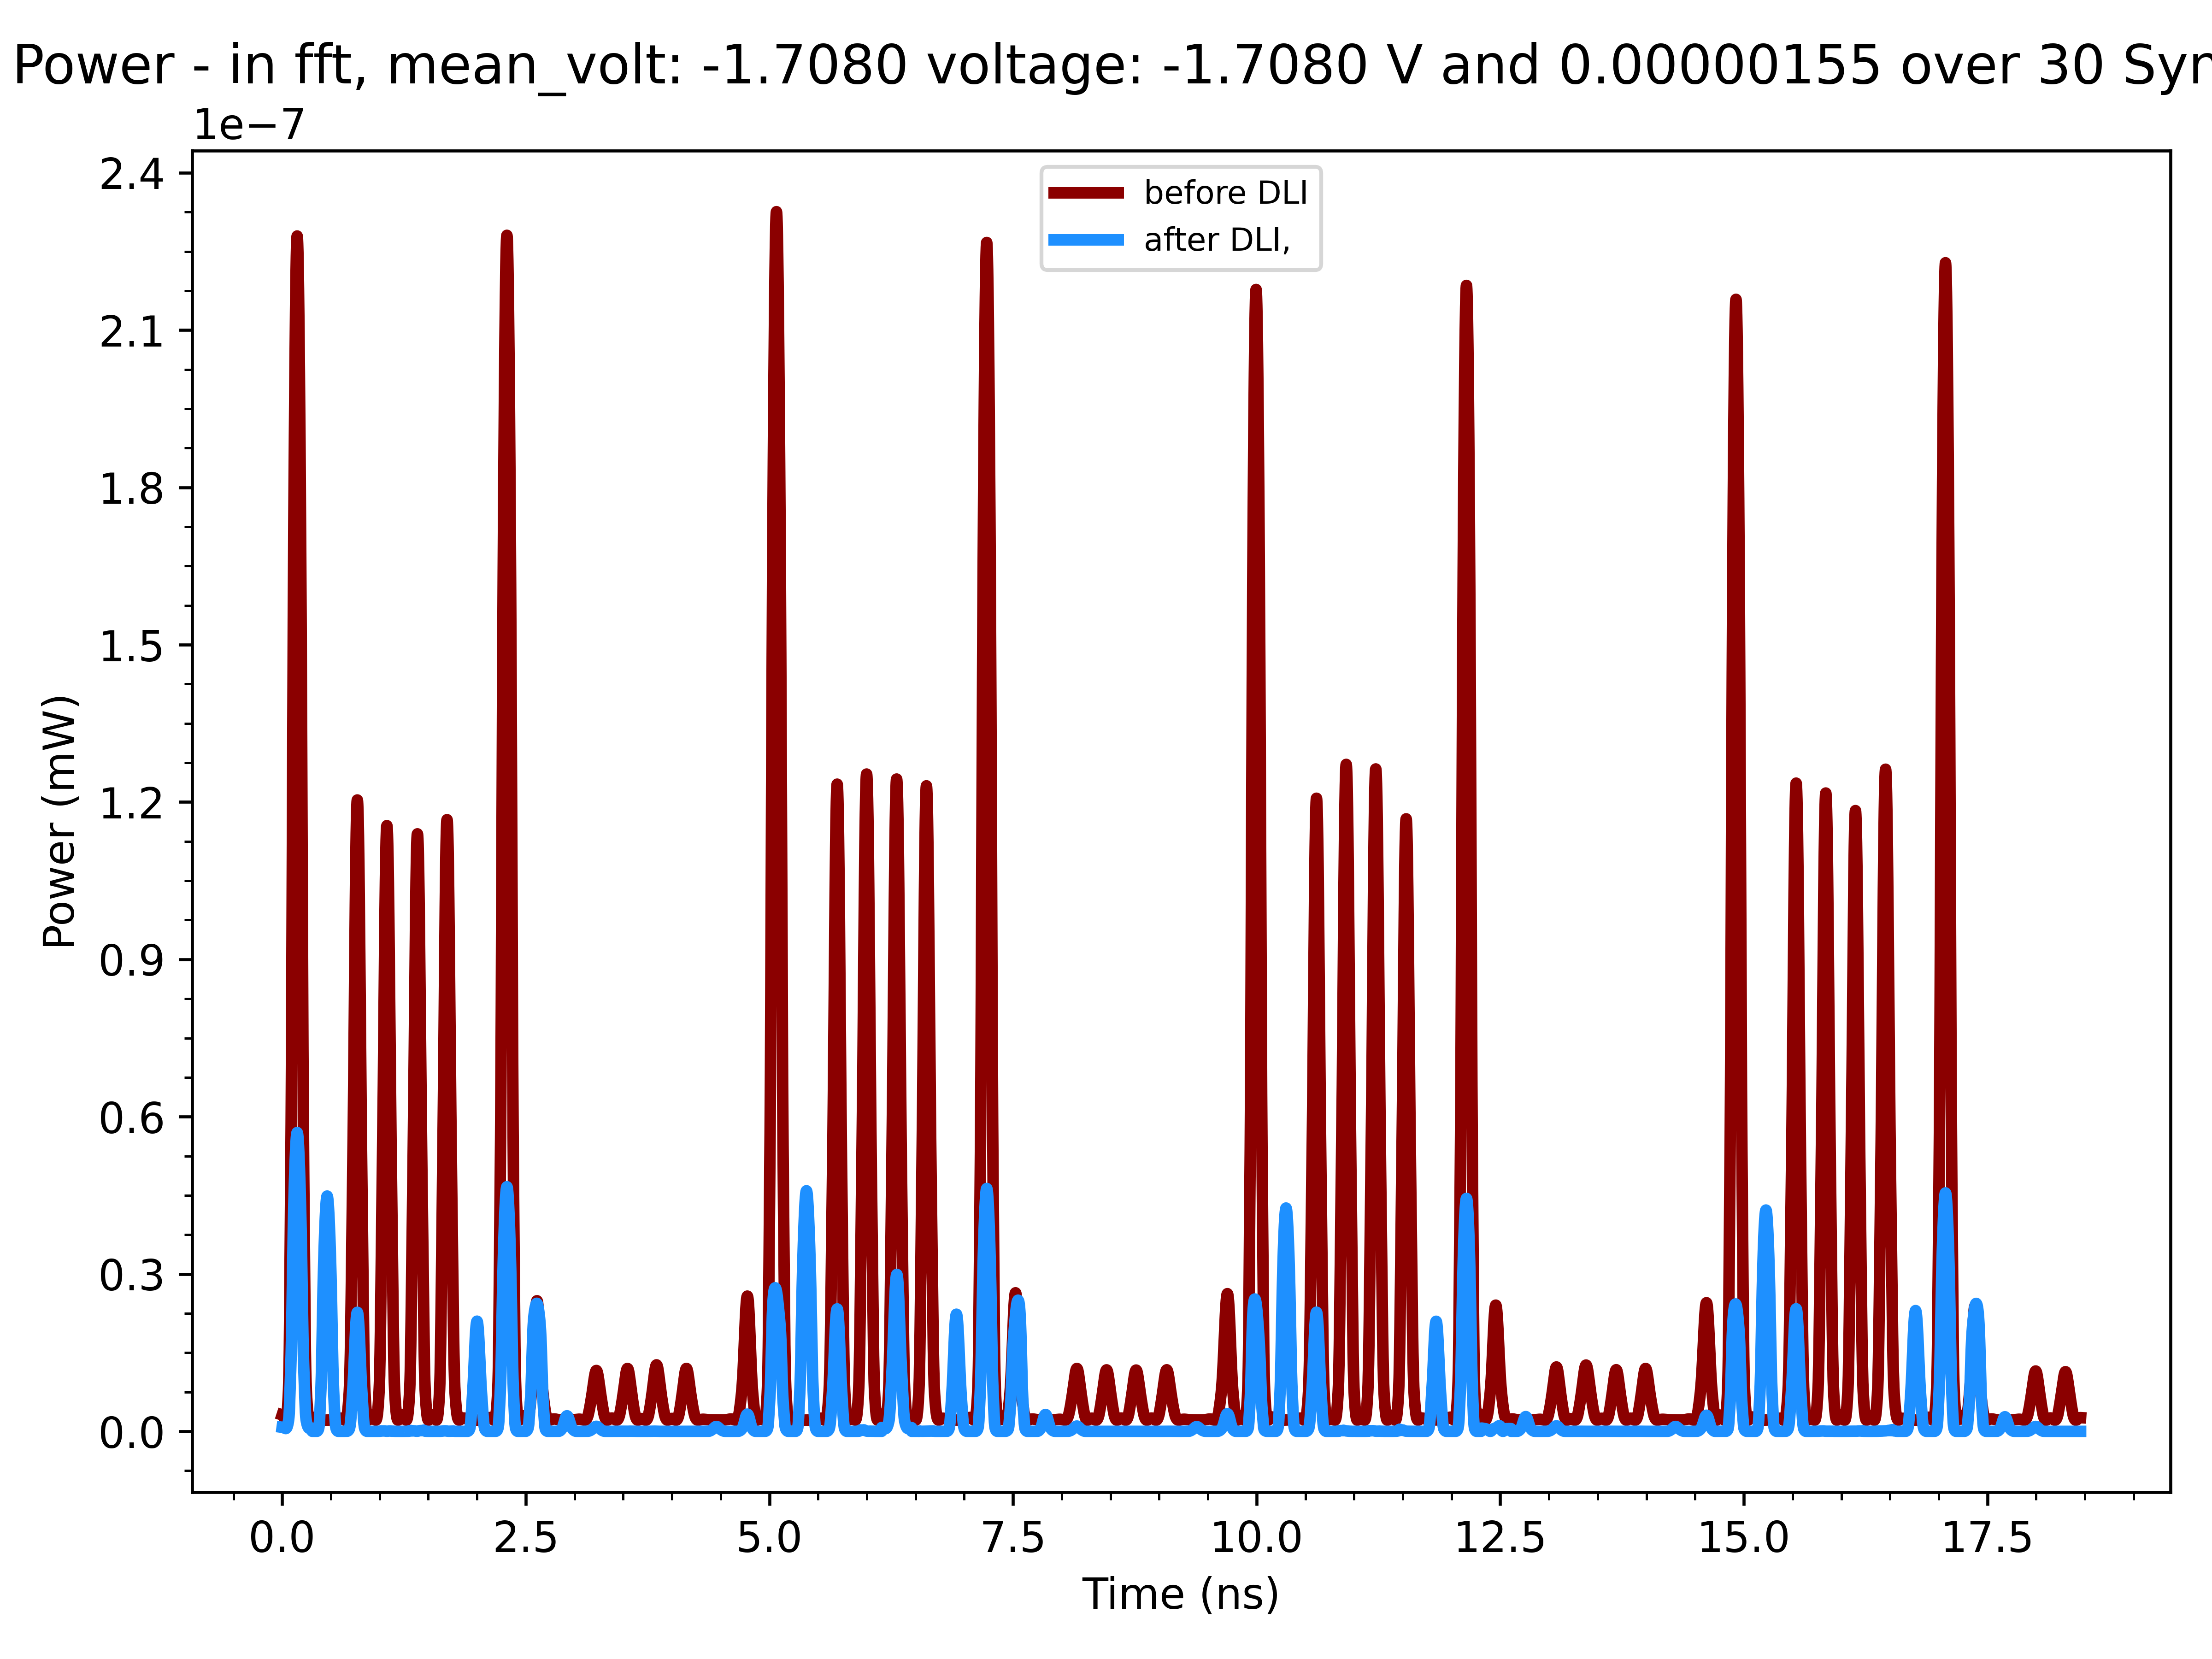 Power - in fft, mean_volt: -1.7080 voltage: -1.7080 V and 0.00000155 over 30
1e−7
before DLI
after DLI,
2.4
2.1
1.8
1.5
1.2
0.9
0.6
0.3
0.0
Power (mW)
0.0 2.5 5.0 7.5 10.0 12.5 15.0 17.5
Time (ns)